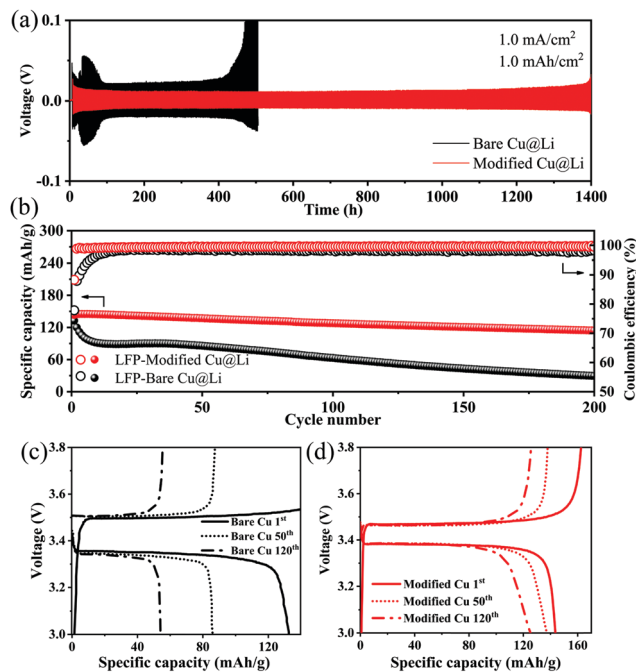 (a)
0.1
0.0
-0.1
Voltage (V)
1.0 mA/cm²
1.0 mAh/cm²
Bare Cu@Li
Modified Cu@Li
0 200 400 600 800 1000 1200 1400
Time (h)
(b)
300
270
240
210
180
150
120
90
60
30
0
Specific capacity (mAh/g)
100
90
80
70
60
50
Coulombic efficiency (%)
LFP-Modified Cu@Li
LFP-Bare Cu@Li
0 50 100 150 200
Cycle number
(c)
3.8
3.6
3.4
3.2
3.0
Voltage (V)
Bare Cu 1st
Bare Cu 50th
Bare Cu 120th
0 40 80 120
Specific capacity (mAh/g)
(d)
3.8
3.6
3.4
3.2
3.0
Voltage (V)
Modified Cu 1st
Modified Cu 50th
Modified Cu 120th
0 40 80 120 160
Specific capacity (mAh/g)